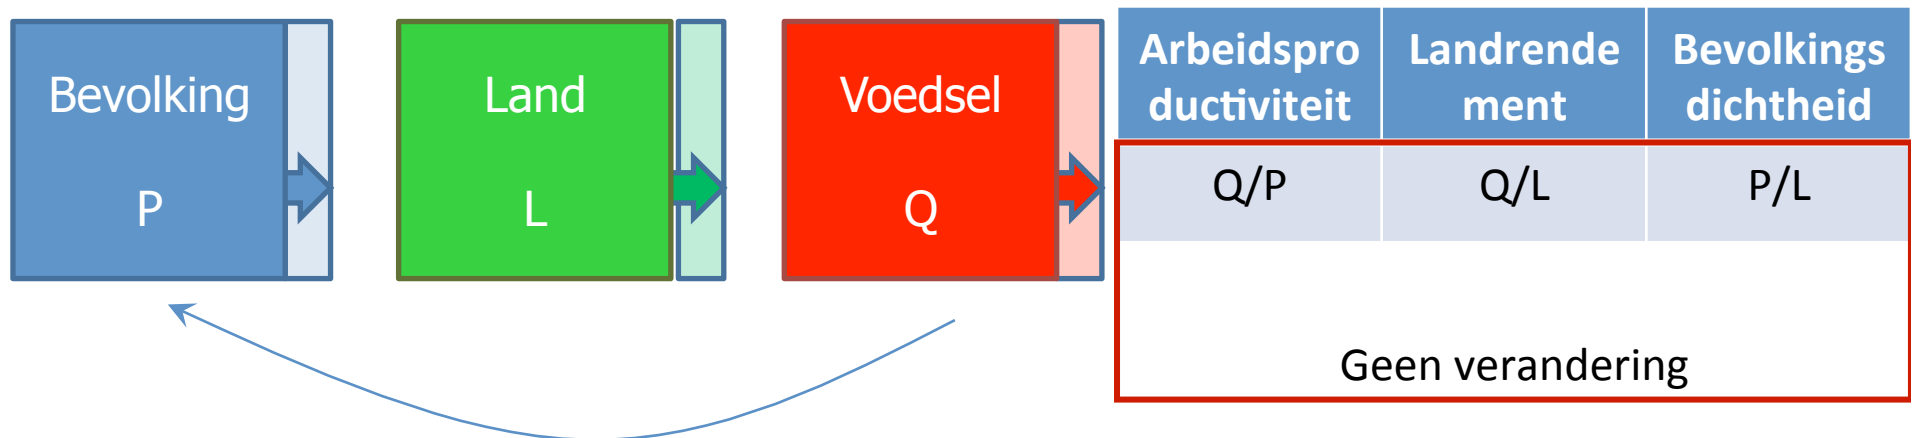 Bevolking
P
Land
L
Voedsel
Q
Arbeidspro
ductiviteit
Landrende
ment
Bevolkings
dichtheid
Q/P
Q/L
P/L
Geen verandering